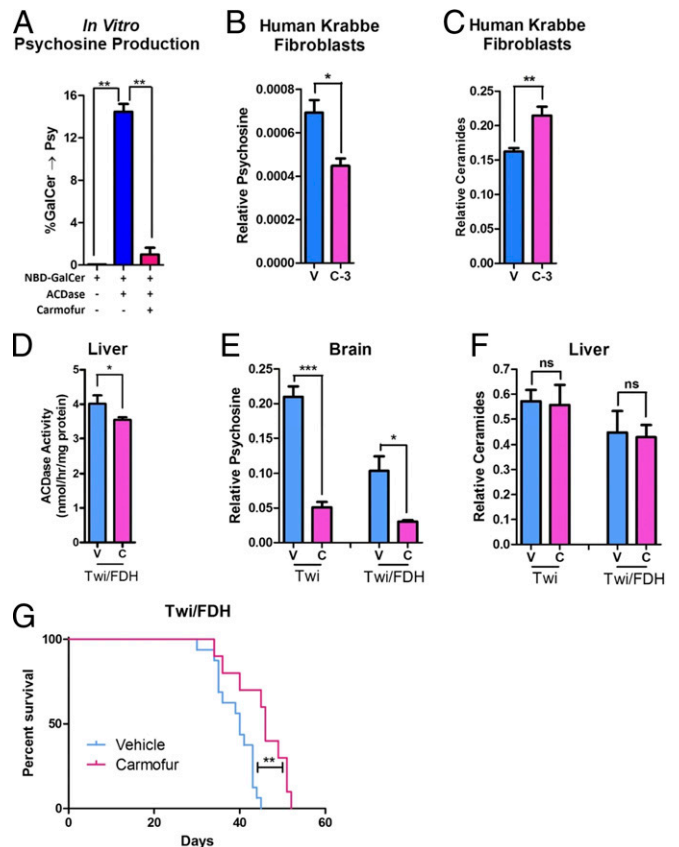 A
In Vitro
Psychosine Production
** **
%GalCer → Psy
16
12
8
4
0
NBD-GalCer + + +
ACDase - + +
Carmofur - - +
B
Human Krabbe
Fibroblasts
*
Relative Psychosine
0.0008
0.0006
0.0004
0.0002
0.0000
V C-3
C
Human Krabbe
Fibroblasts
**
Relative Ceramides
0.25
0.20
0.15
0.10
0.05
0.00
V C-3
D
Liver
*
ACDase Activity
(nmol/hr/mg protein)
5
4
3
2
1
0
V C
Twi/FDH
E
Brain
***
*
Relative Psychosine
0.25
0.20
0.15
0.10
0.05
0.00
V C V C
Twi Twi/FDH
F
Liver
ns ns
Relative Ceramides
0.7
0.6
0.5
0.4
0.3
0.2
0.1
0.0
V C V C
Twi Twi/FDH
G
Twi/FDH
Percent survival
100
50
0
Vehicle
Carmofur
**
0 20 40 60
Days